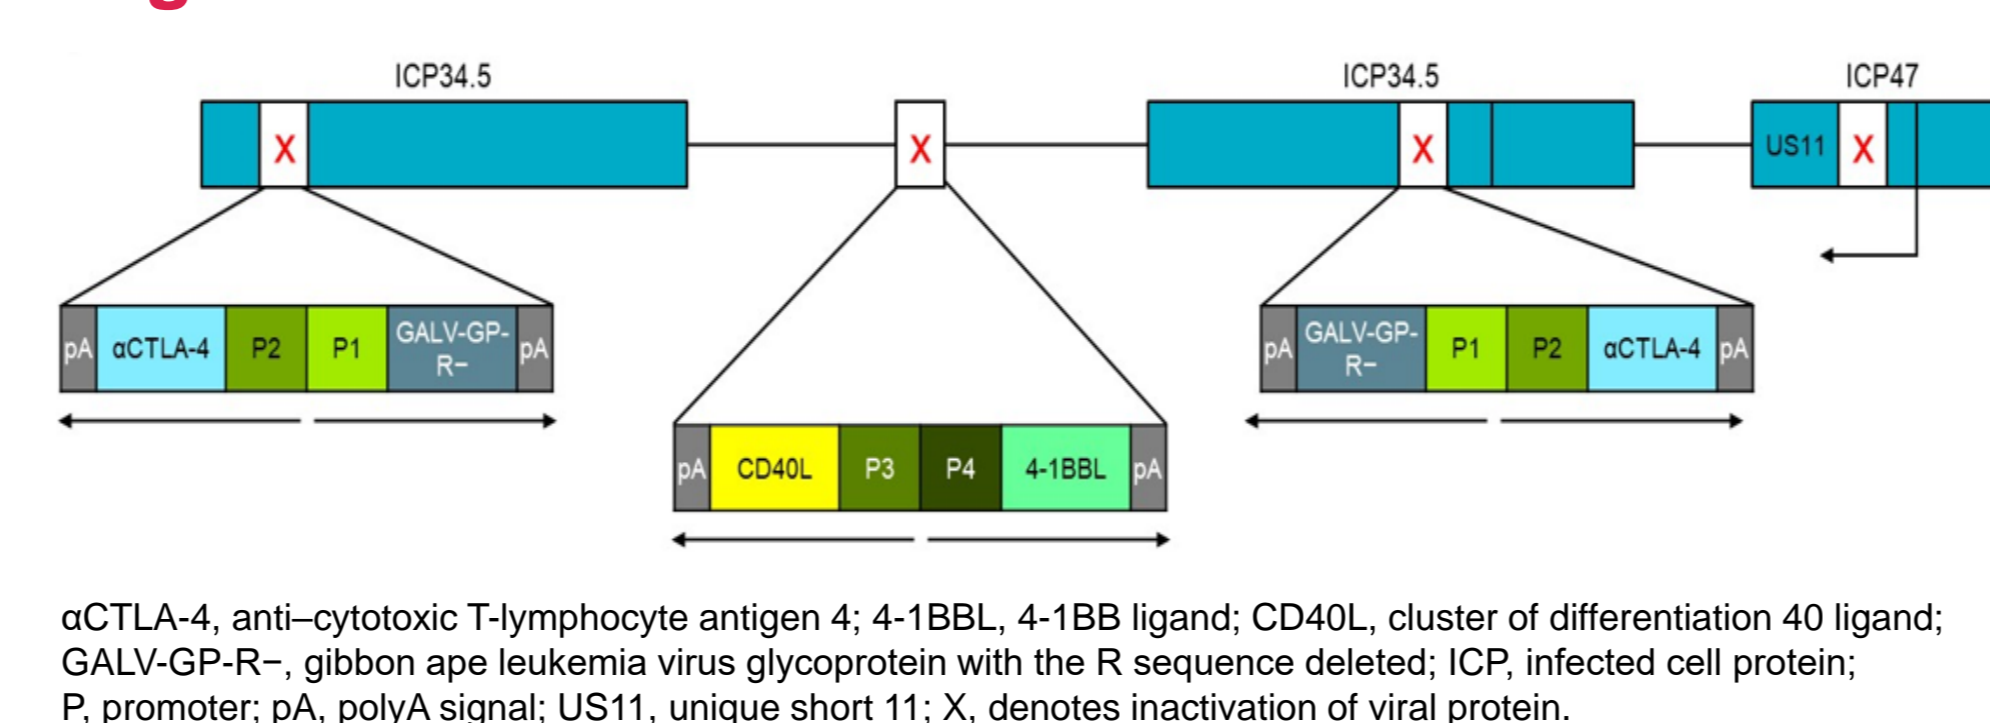 ICP34.5 ICP34.5 ICP47
X X X US11 X
pA αCTLA-4 P2 P1 GALV-GP-R− pA
pA GALV-GP-R− P1 P2 αCTLA-4 pA
pA CD40L P3 P4 4-1BBL pA
αCTLA-4, anti–cytotoxic T-lymphocyte antigen 4; 4-1BBL, 4-1BB ligand; CD40L, cluster of differentiation 40 ligand;
GALV-GP-R−, gibbon ape leukemia virus glycoprotein with the R sequence deleted; ICP, infected cell protein;
P, promoter; pA, polyA signal; US11, unique short 11; X, denotes inactivation of viral protein.